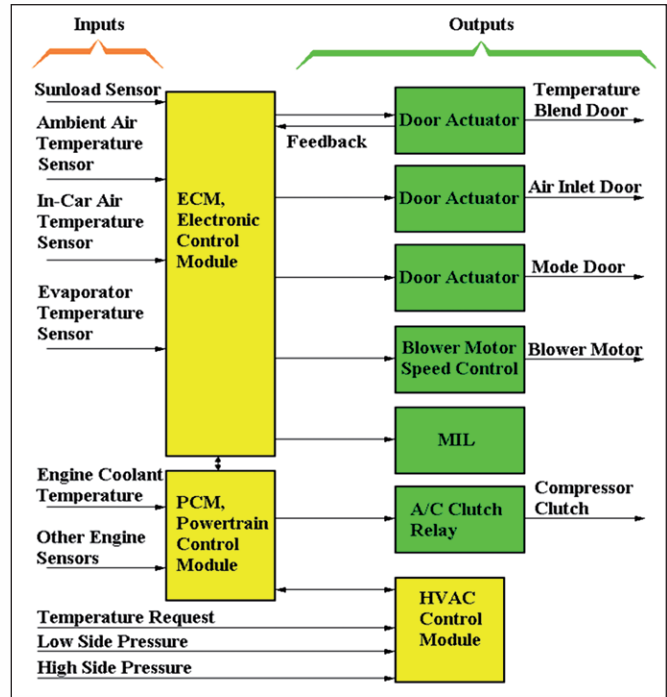 Inputs
Outputs
Sunload Sensor
Ambient Air
Temperature
Sensor
In-Car Air
Temperature
Sensor
Evaporator
Temperature
Sensor
ECM,
Electronic
Control
Module
Feedback
Door Actuator
Temperature
Blend Door
Door Actuator
Air Inlet Door
Door Actuator
Mode Door
Blower Motor
Speed Control
Blower Motor
MIL
Engine Coolant
Temperature
Other Engine
Sensors
PCM,
Powertrain
Control
Module
A/C Clutch
Relay
Compressor
Clutch
Temperature Request
Low Side Pressure
High Side Pressure
HVAC
Control
Module